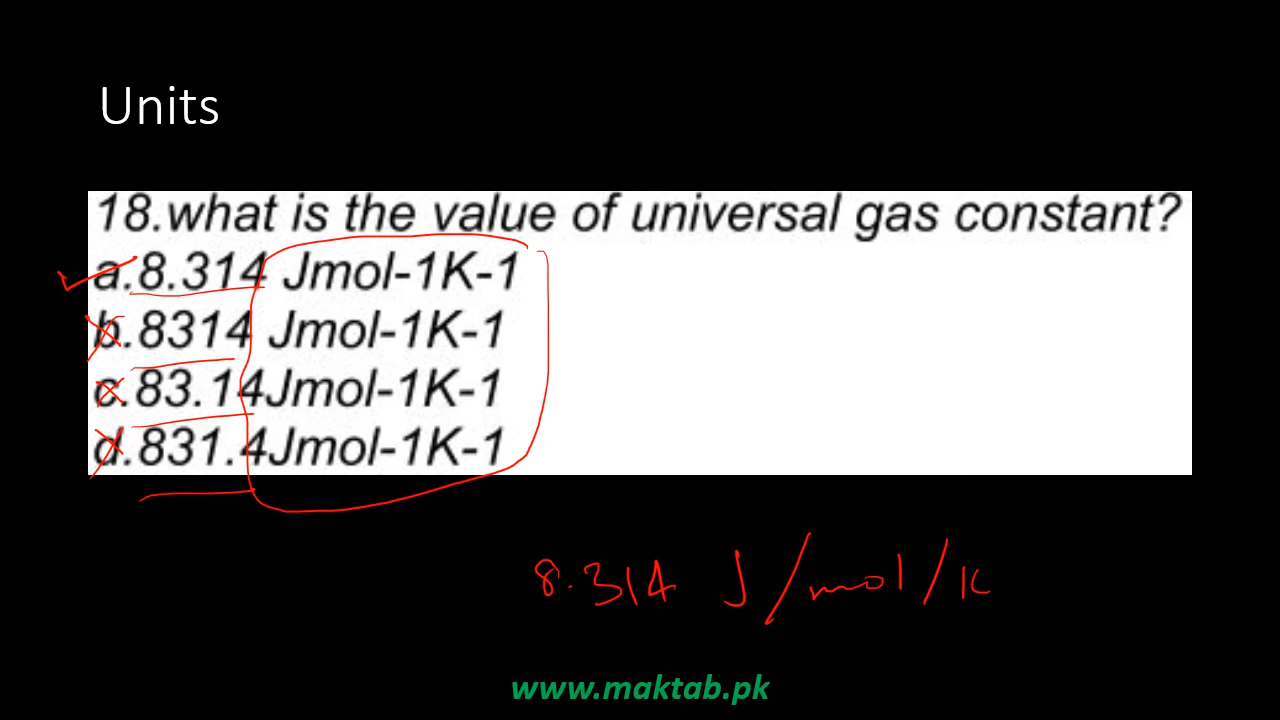 Units
18.what is the value of universal gas constant?
a.8.314 Jmol-1K-1
b.8314 Jmol-1K-1
c.83.14Jmol-1K-1
d.831.4Jmol-1K-1
8.314 J/mol/K
www.maktab.pk